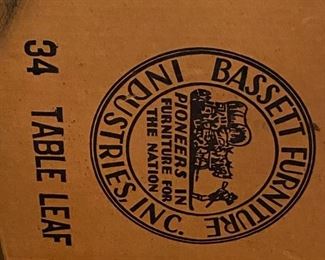 BASSETT FURNITURE
INDUSTRIES, INC.
PIONEERS IN
FURNITURE FOR
THE NATION
34 TABLE LEAF